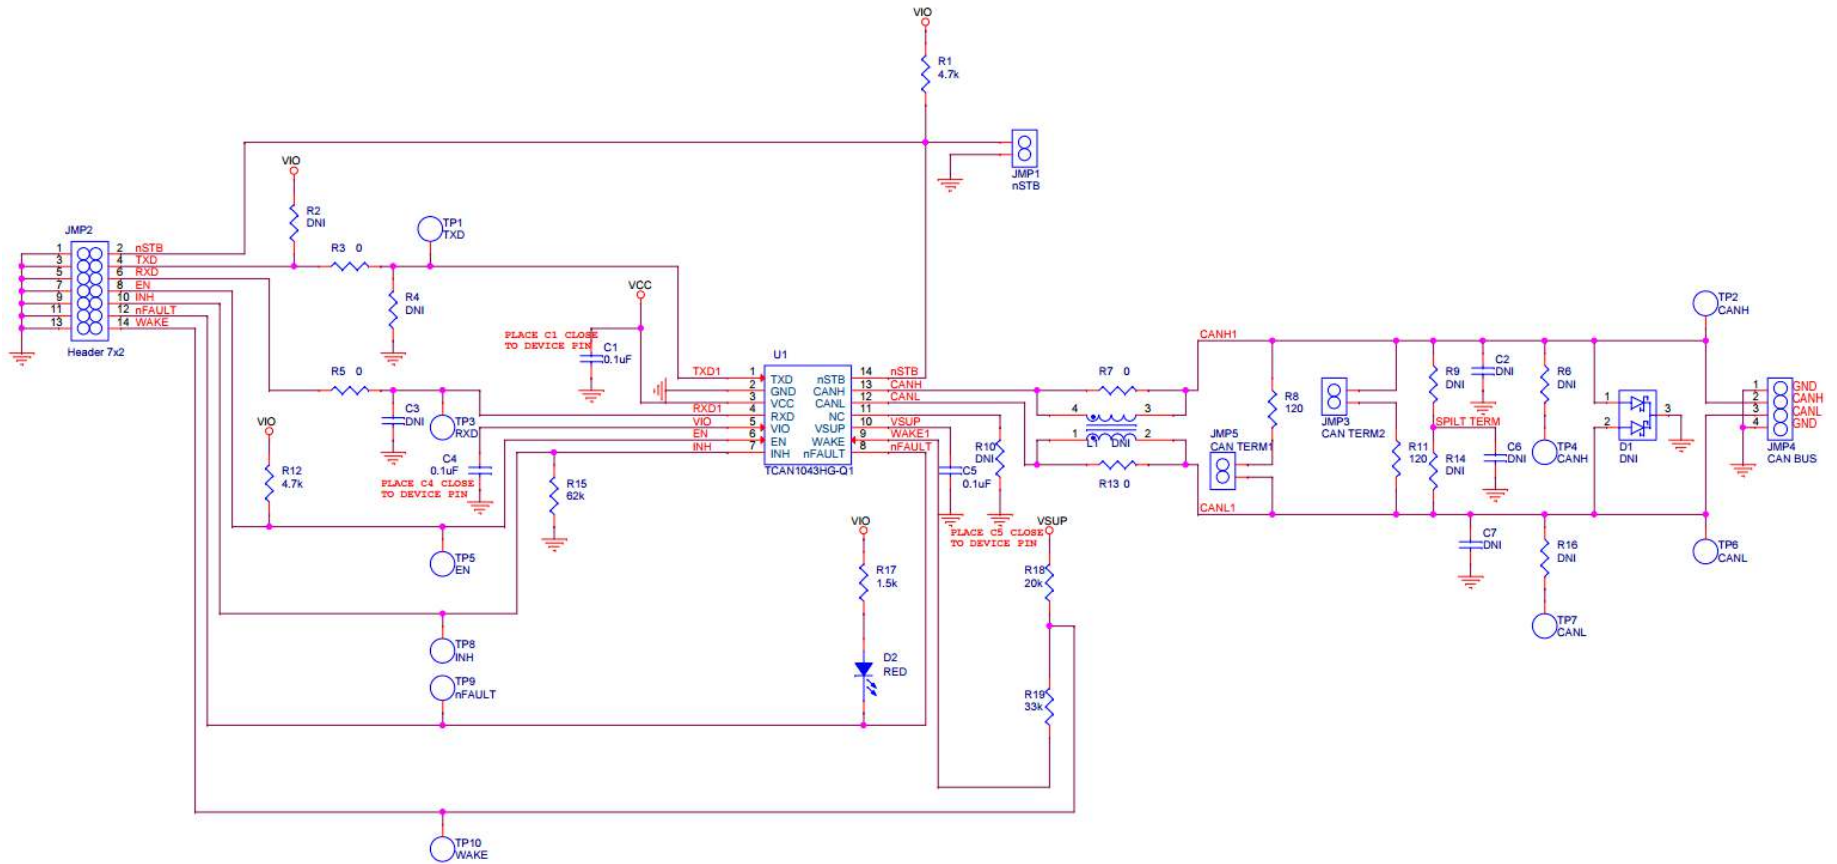 VIO
R1
4.7k
JMP1
nSTB
VIO
R2
DNI
TP1
TXD
R3 0
R4
DNI
JMP2
1 2 nSTB
3 4 TXD
5 6 RXD
7 8 EN
9 10 INH
11 12 nFAULT
13 14 WAKE
Header 7x2
VCC
PLACE C1 CLOSE
TO DEVICE PIN
C1
0.1uF
R5 0
C3
DNI
TP3
RXD
VIO
R12
4.7k
C4
0.1uF
PLACE C4 CLOSE
TO DEVICE PIN
R15
62k
U1
TXD1 1 TXD nSTB 14 nSTB
2 GND CANH 13 CANH
3 VCC CANL 12 CANL
RXD1 4 RXD NC 11
VIO 5 VIO VSUP 10 VSUP
EN 6 EN WAKE 9 WAKE1
INH 7 INH nFAULT 8 nFAULT
TCAN1043HG-Q1
R10
DNI
C5
0.1uF
PLACE C5 CLOSE
TO DEVICE PIN
VSUP
R18
20k
R19
33k
VIO
R17
1.5k
D2
RED
TP5
EN
TP8
INH
TP9
nFAULT
TP10
WAKE
R7 0
4 3
1 2
L1 DNI
R13 0
CANH1
CANL1
R8
120
JMP5
CAN TERM1
JMP3
CAN TERM2
R11
120
R9
DNI
SPILT TERM
R14
DNI
C2
DNI
C6
DNI
C7
DNI
R6
DNI
TP4
CANH
R16
DNI
TP7
CANL
1
2
3
D1
DNI
TP2
CANH
TP6
CANL
1 GND
2 CANH
3 CANL
4 GND
JMP4
CAN BUS